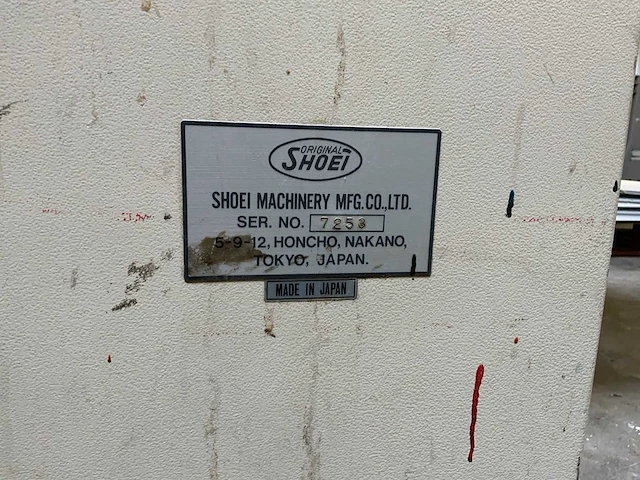 ORIGINAL
SHOEI
SHOEI MACHINERY MFG.CO.,LTD.
SER. NO. 7253
5-9-12, HONCHO, NAKANO,
TOKYO, JAPAN.
MADE IN JAPAN